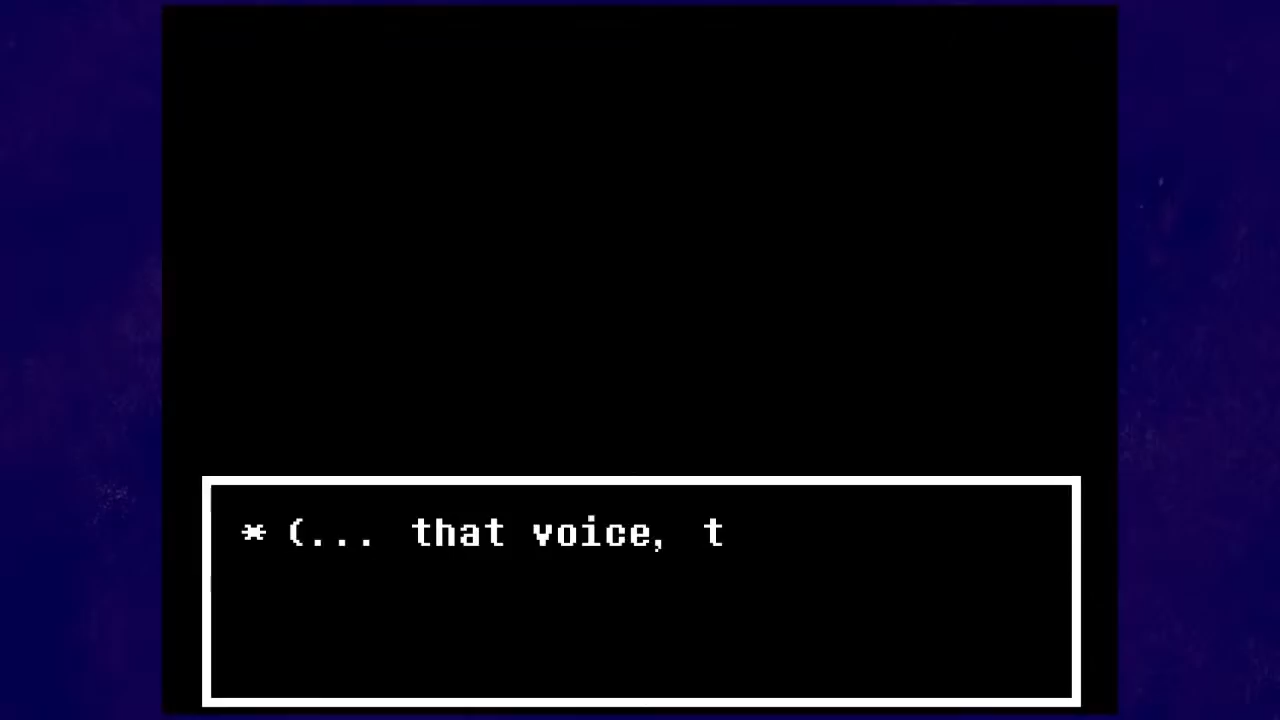 * (... that voice, t